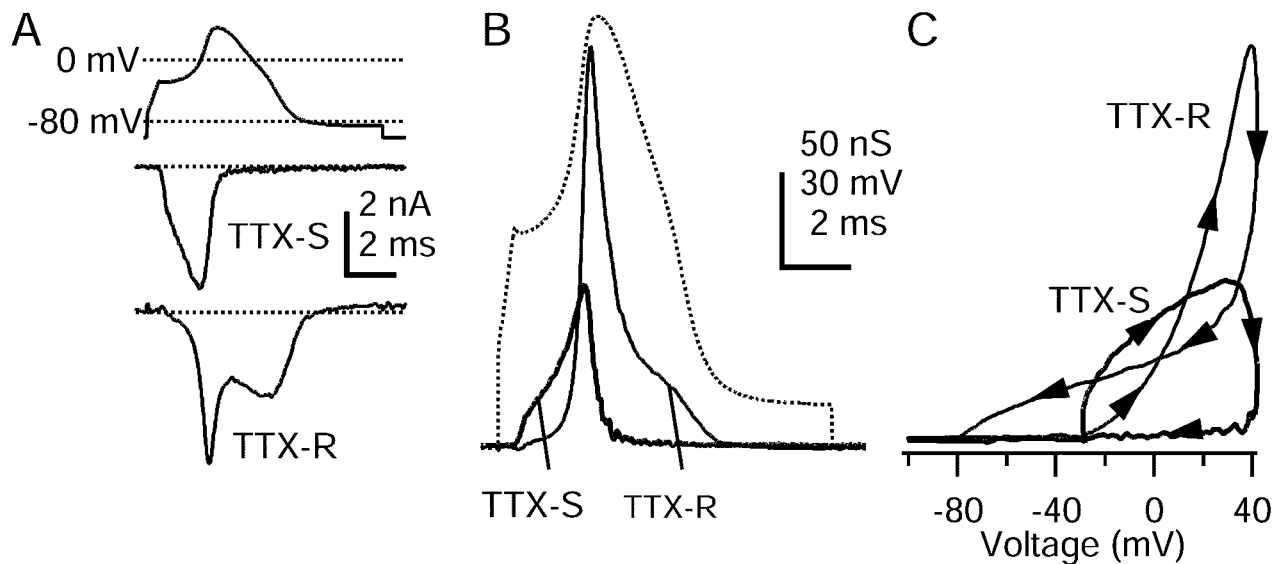 A
0 mV
-80 mV
TTX-S
2 nA
2 ms
TTX-R
B
50 nS
30 mV
2 ms
TTX-S
TTX-R
C
TTX-R
TTX-S
-80 -40 0 40
Voltage (mV)